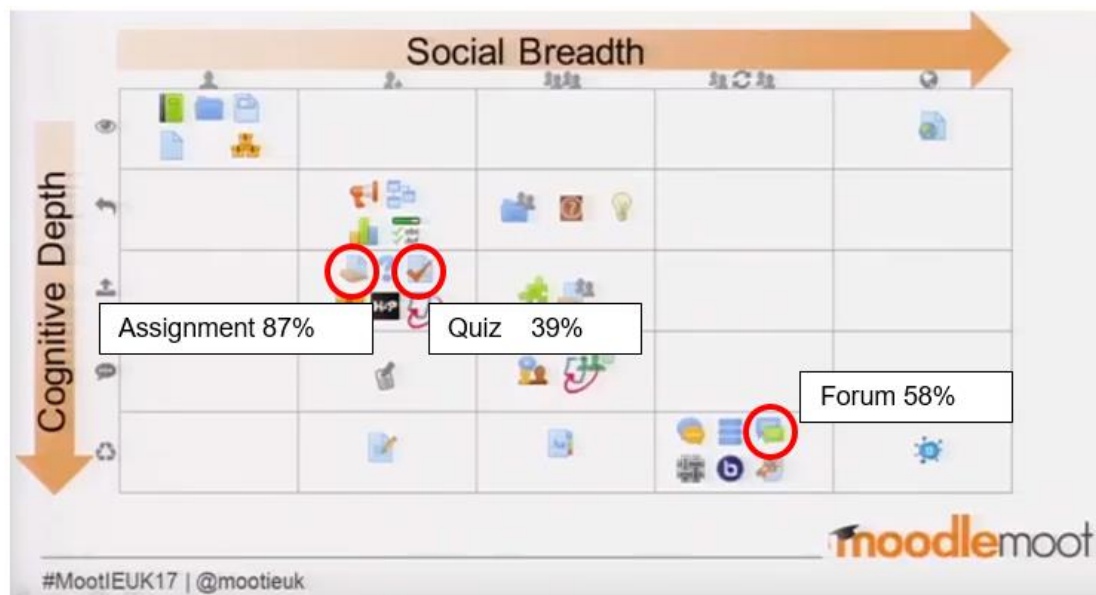 Social Breadth
Cognitive Depth
H-P
Assignment 87%
Quiz 39%
Forum 58%
b
moodlemoot
#MootIEUK17 | @mootieuk